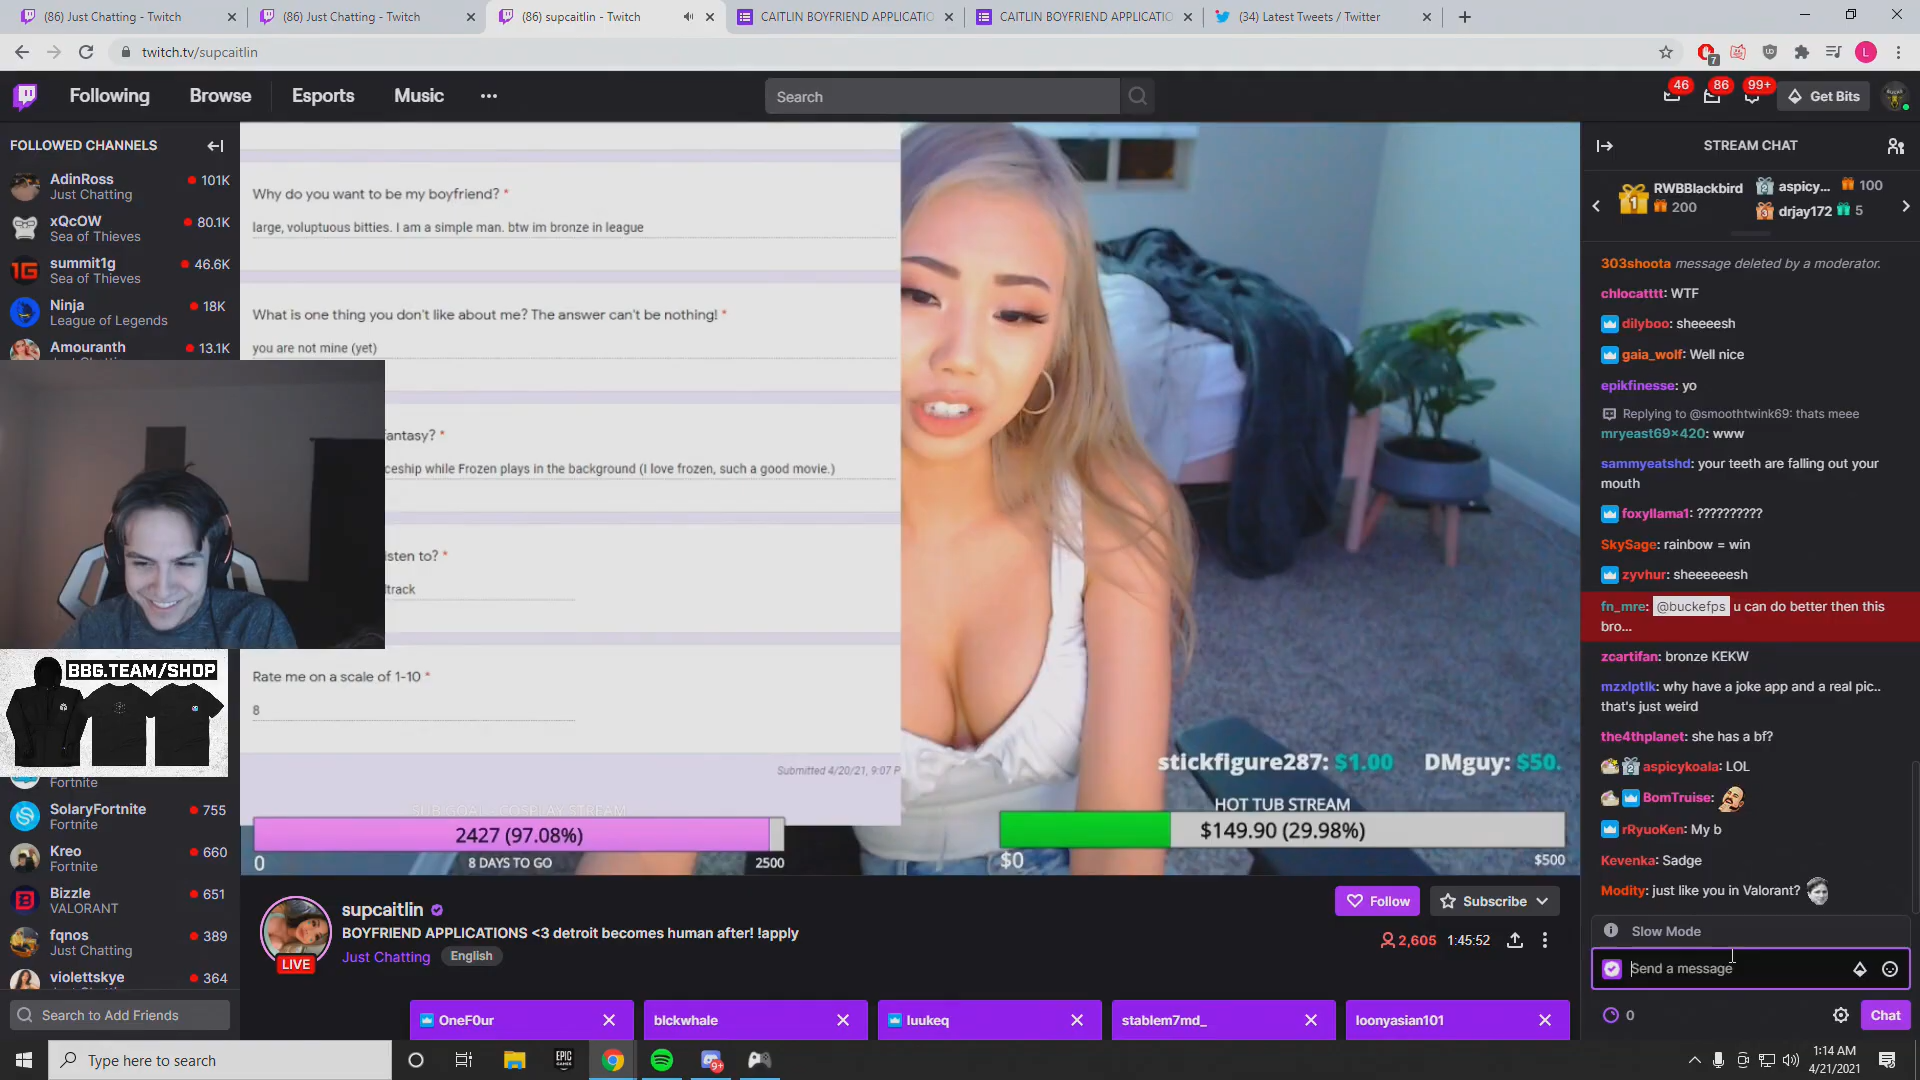 (86) Just Chatting - Twitch
(86) Just Chatting - Twitch
(86) supcaitlin - Twitch
CAITLIN BOYFRIEND APPLICATIO
CAITLIN BOYFRIEND APPLICATIO
(34) Latest Tweets / Twitter
twitch.tv/supcaitlin
7
L
Following
Browse
Esports
Music
Search
46
86
99+
Get Bits
FOLLOWED CHANNELS
AdinRoss
101K
Just Chatting
xQcOW
80.1K
Sea of Thieves
summit1g
46.6K
Sea of Thieves
Ninja
18K
League of Legends
Amouranth
13.1K
BBG.TEAM/SHOP
Fortnite
SolaryFortnite
755
Fortnite
Kreo
660
Fortnite
Bizzle
651
VALORANT
fqnos
389
Just Chatting
violettskye
364
Just Chatting
Search to Add Friends
Why do you want to be my boyfriend? *
large, voluptuous bitties. I am a simple man. btw im bronze in league
What is one thing you don't like about me? The answer can't be nothing! *
you are not mine (yet)
antasy? *
ceship while Frozen plays in the background (I love frozen, such a good movie.)
isten to? *
track
Rate me on a scale of 1-10 *
8
Submitted 4/20/21, 9:07 P
SUB GOAL - COSPLAY STREAM
2427 (97.08%)
0
8 DAYS TO GO
2500
stickfigure287: $1.00
DMguy: $50.
HOT TUB STREAM
$149.90 (29.98%)
$0
$500
supcaitlin
BOYFRIEND APPLICATIONS <3 detroit becomes human after! !apply
Just Chatting
English
LIVE
Follow
Subscribe
2,605
1:45:52
OneF0ur
blckwhale
luukeq
stablem7md_
loonyasian101
STREAM CHAT
1
RWBBlackbird
200
2
aspicy...
100
3
drjay172
5
303shoota message deleted by a moderator.
chlocatttt: WTF
dilyboo: sheeeesh
gaia_wolf: Well nice
epikfinesse: yo
Replying to @smoothtwink69: thats meee
mryeast69x420: www
sammyeatshd: your teeth are falling out your
mouth
foxyllama1: ??????????
SkySage: rainbow = win
zyvhur: sheeeeeesh
fn_mre: @buckefps u can do better then this
bro...
zcartifan: bronze KEKW
mzxlptlk: why have a joke app and a real pic..
that's just weird
the4thplanet: she has a bf?
aspicykoala: LOL
BomTruise:
rRyuoKen: My b
Kevenka: Sadge
Modity: just like you in Valorant?
Slow Mode
Send a message
0
Chat
Type here to search
EPIC
GAMES
9+
1:14 AM
4/21/2021